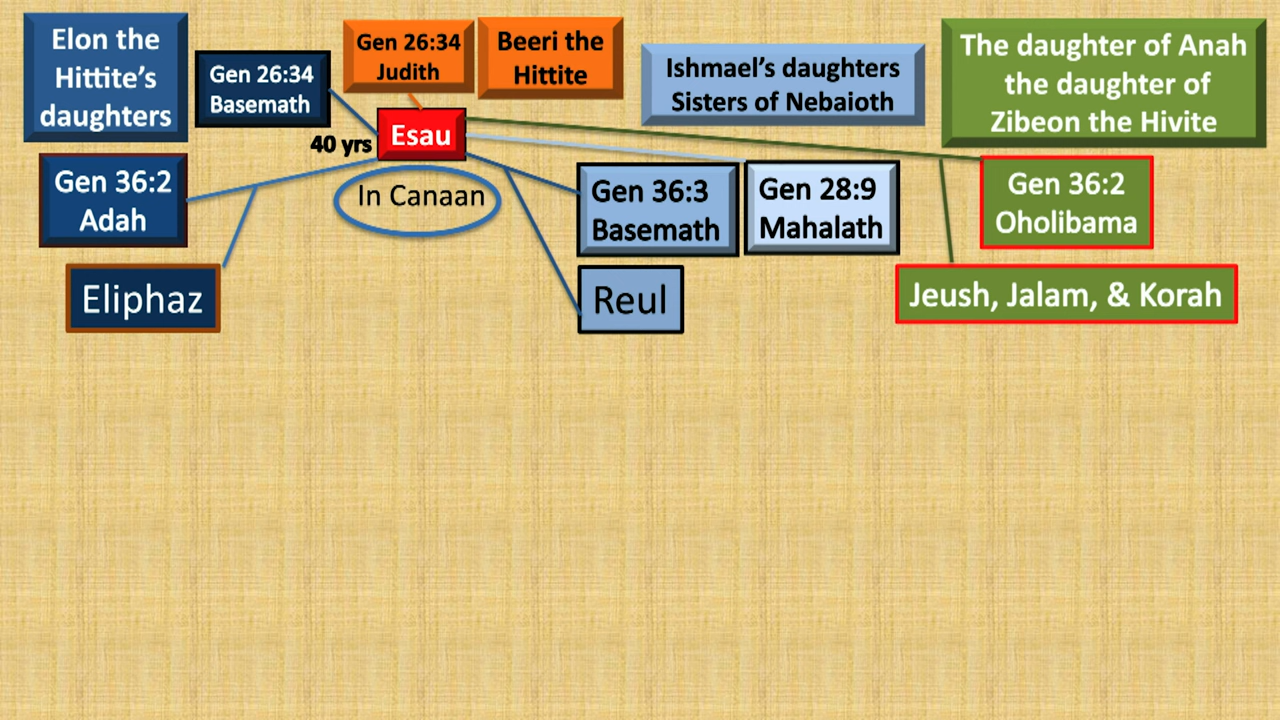 Elon the
Hittite's
daughters
Gen 26:34
Basemath
Gen 26:34
Judith
Beeri the
Hittite
Ishmael's daughters
Sisters of Nebaioth
The daughter of Anah
the daughter of
Zibeon the Hivite
40 yrs
Esau
In Canaan
Gen 36:2
Adah
Gen 36:3
Basemath
Gen 28:9
Mahalath
Gen 36:2
Oholibama
Eliphaz
Reul
Jeush, Jalam, & Korah